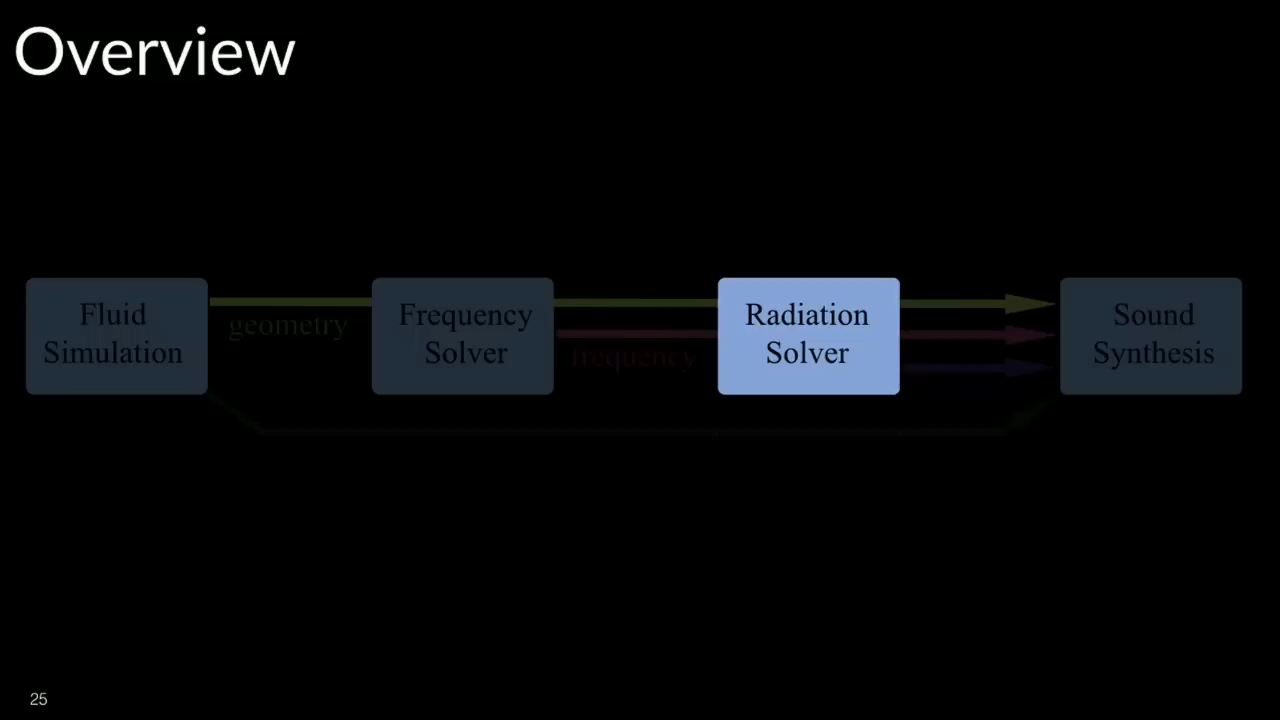 Overview
Fluid
Simulation
geometry
Frequency
Solver
frequency
Radiation
Solver
Sound
Synthesis
25